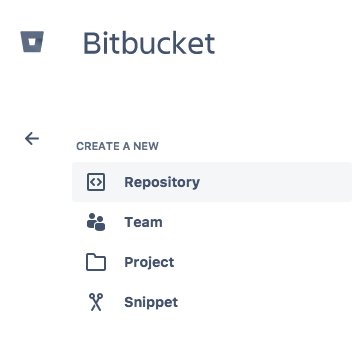 Bitbucket
CREATE A NEW
Repository
Team
Project
Snippet